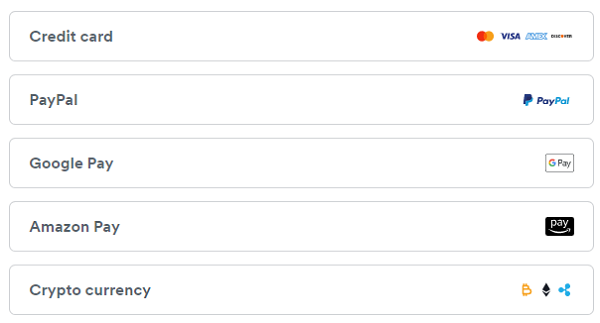 Credit card VISA AMEX DISCOVER
PayPal PayPal
Google Pay G Pay
Amazon Pay pay
Crypto currency